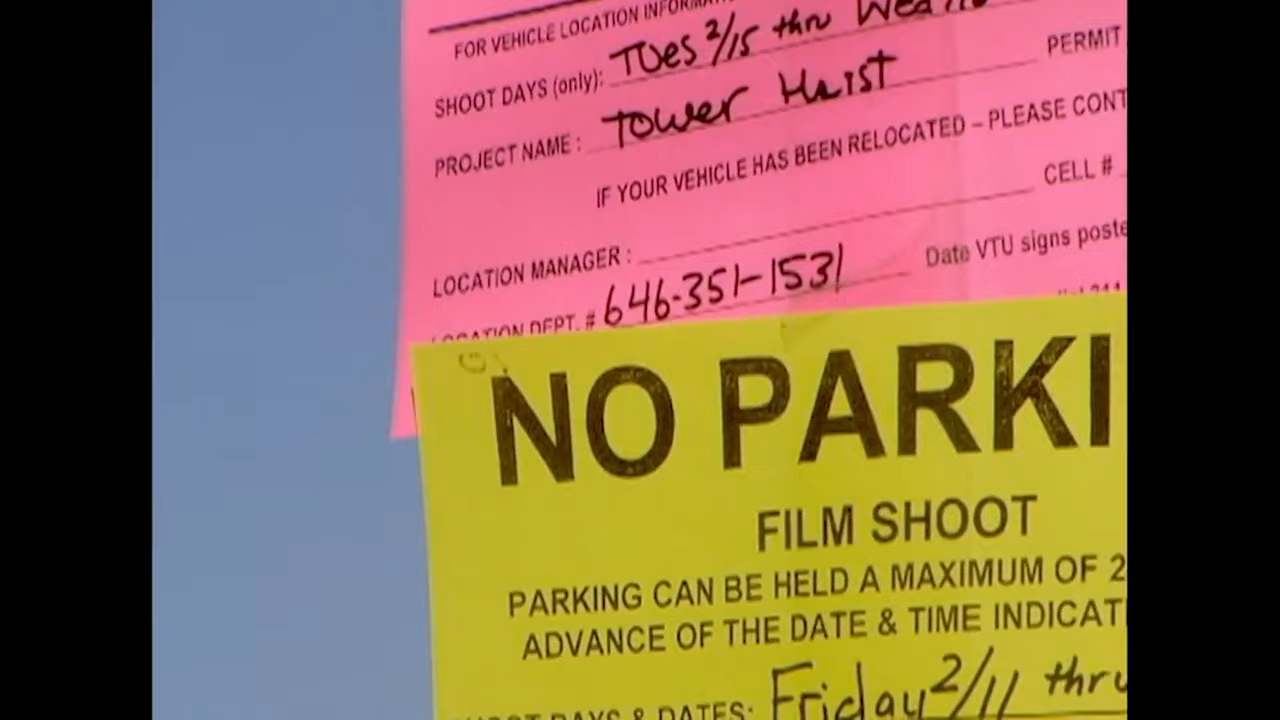 FOR VEHICLE LOCATION
SHOOT DAYS (only): Tues 2/15 thru
PROJECT NAME : Tower Heist PERMIT
IF YOUR VEHICLE HAS BEEN RELOCATED – PLEASE CONT
CELL #
LOCATION MANAGER :
LOCATION DEPT. # 646-351-1531 Date VTU signs poste
NO PARKI
FILM SHOOT
PARKING CAN BE HELD A MAXIMUM OF 2
ADVANCE OF THE DATE & TIME INDICAT
DAYS & DATES: Friday 2/11 thru